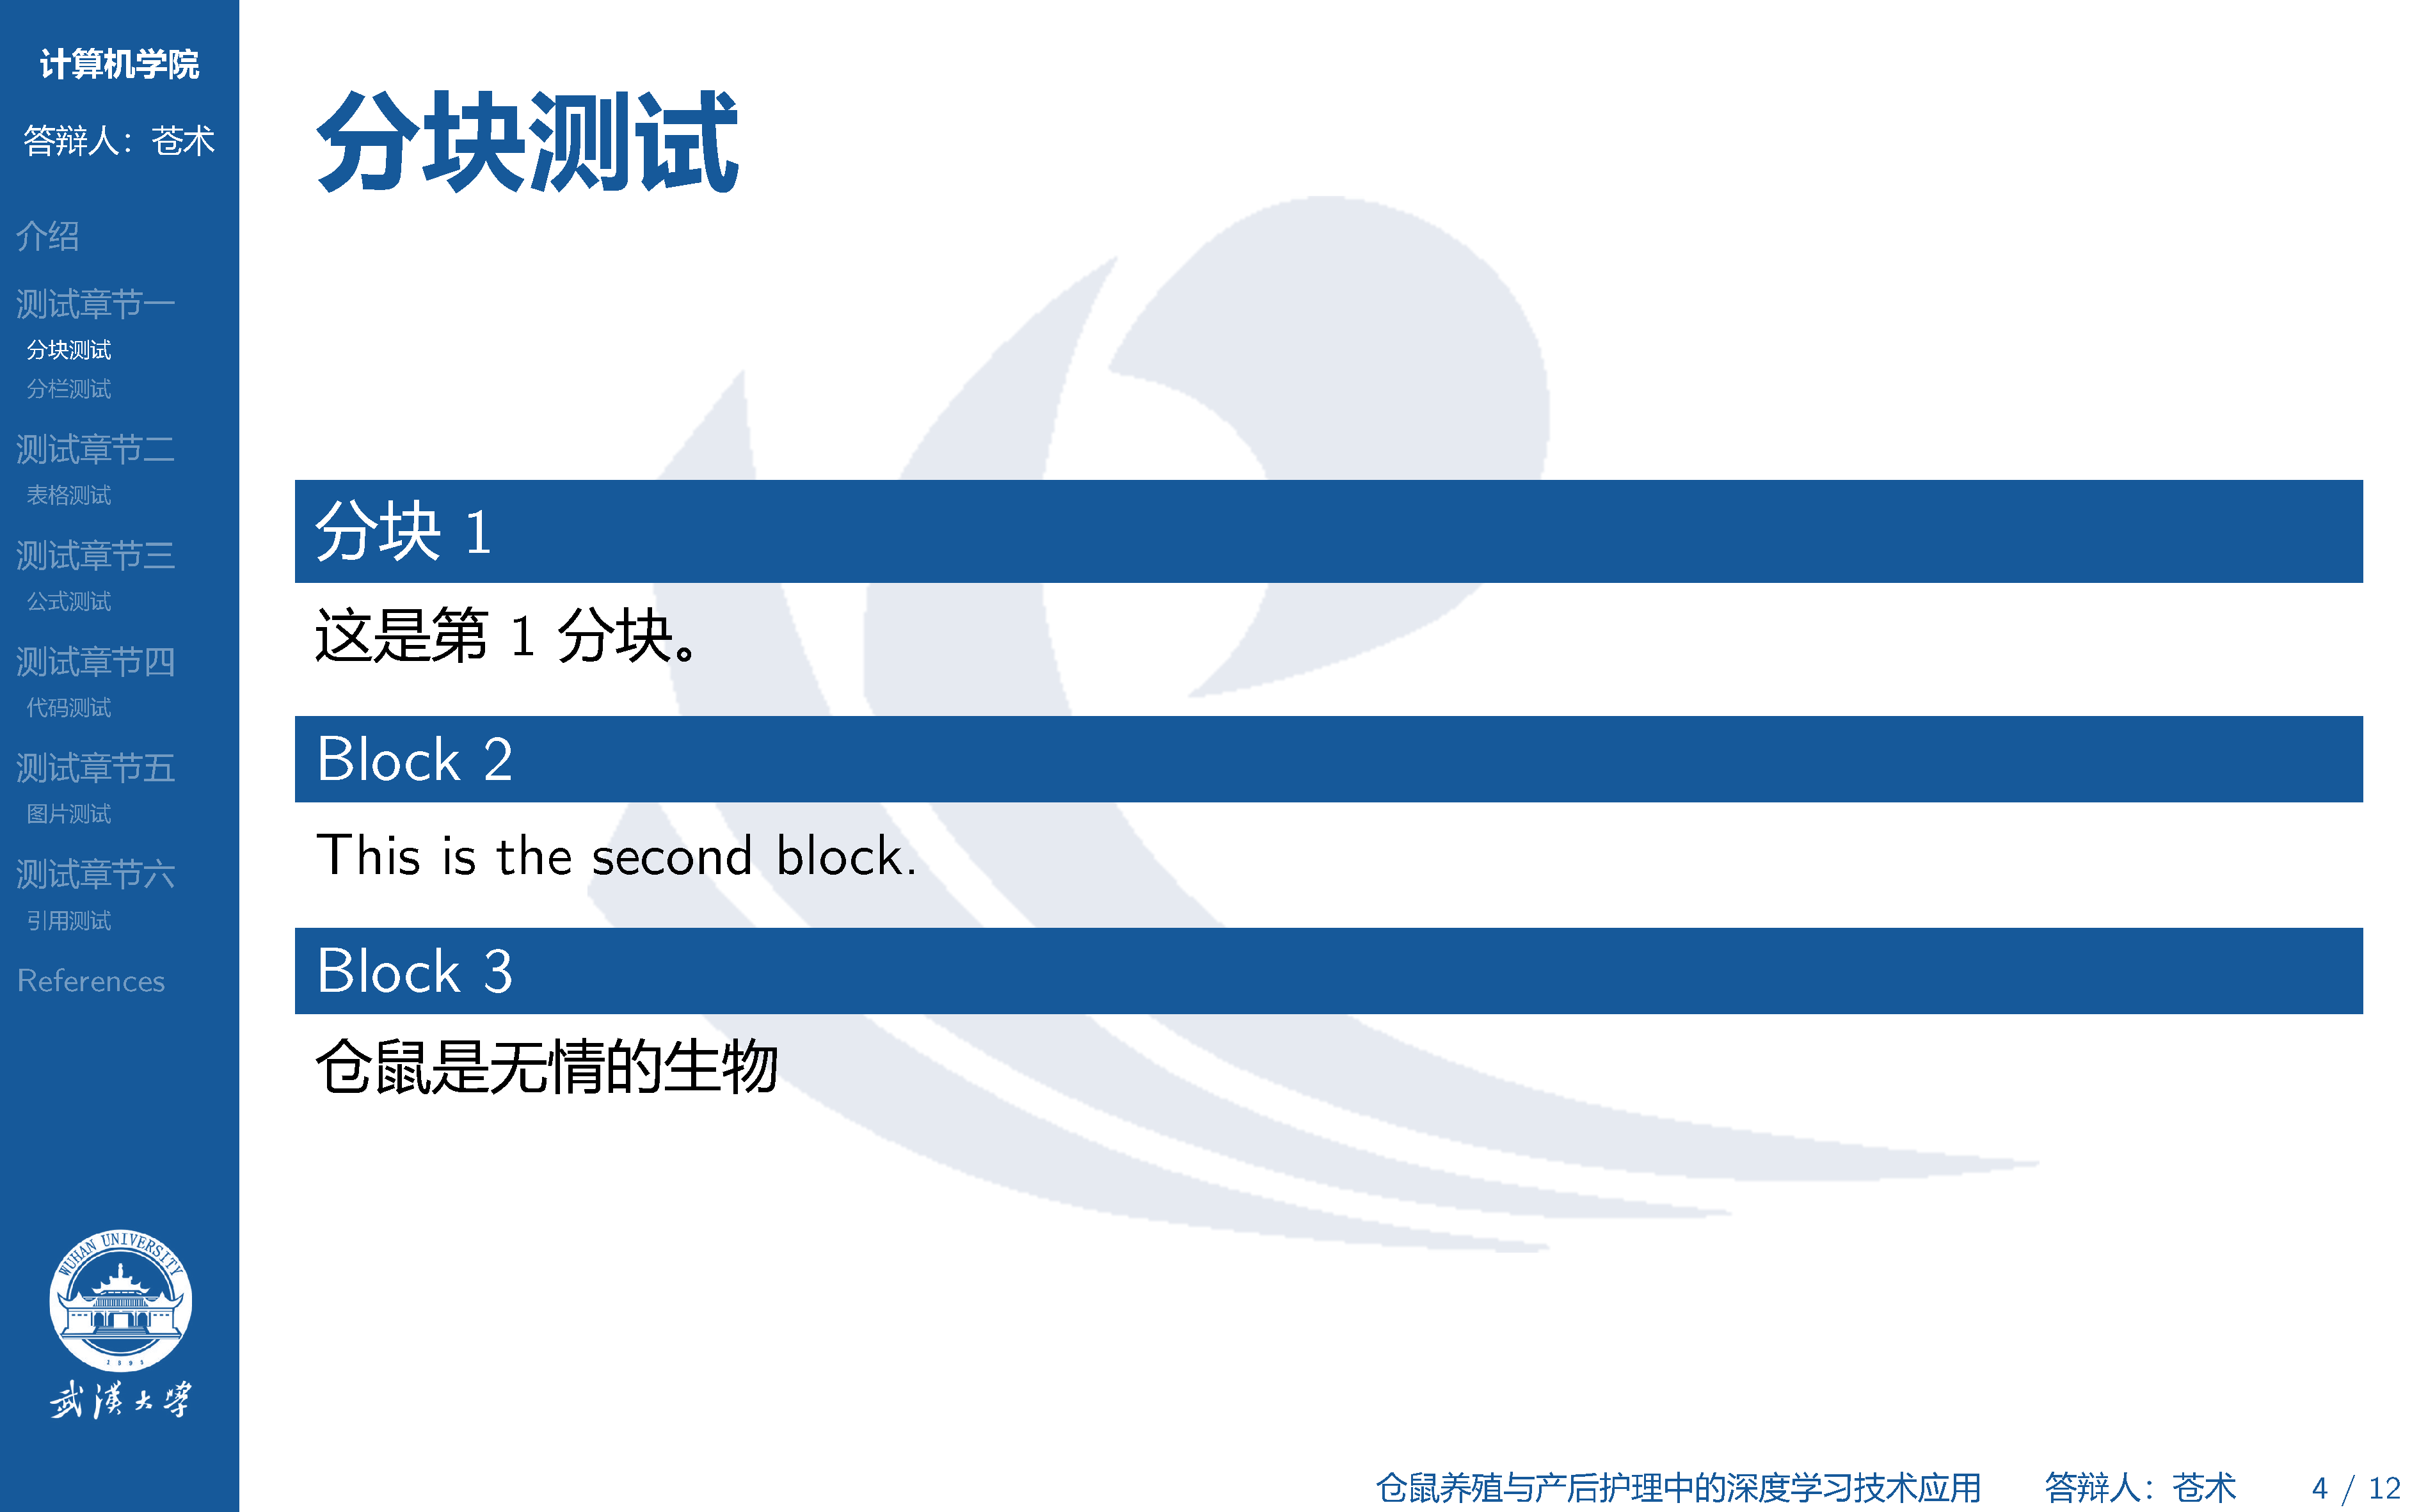 计算机学院
答辩人：苍术
介绍
测试章节一
分块测试
分栏测试
测试章节二
表格测试
测试章节三
公式测试
测试章节四
代码测试
测试章节五
图片测试
测试章节六
引用测试
References
WUHAN UNIVERSITY
1893
武漢大學
分块测试
分块 1
这是第 1 分块。
Block 2
This is the second block.
Block 3
仓鼠是无情的生物
仓鼠养殖与产后护理中的深度学习技术应用 答辩人：苍术 4 / 12